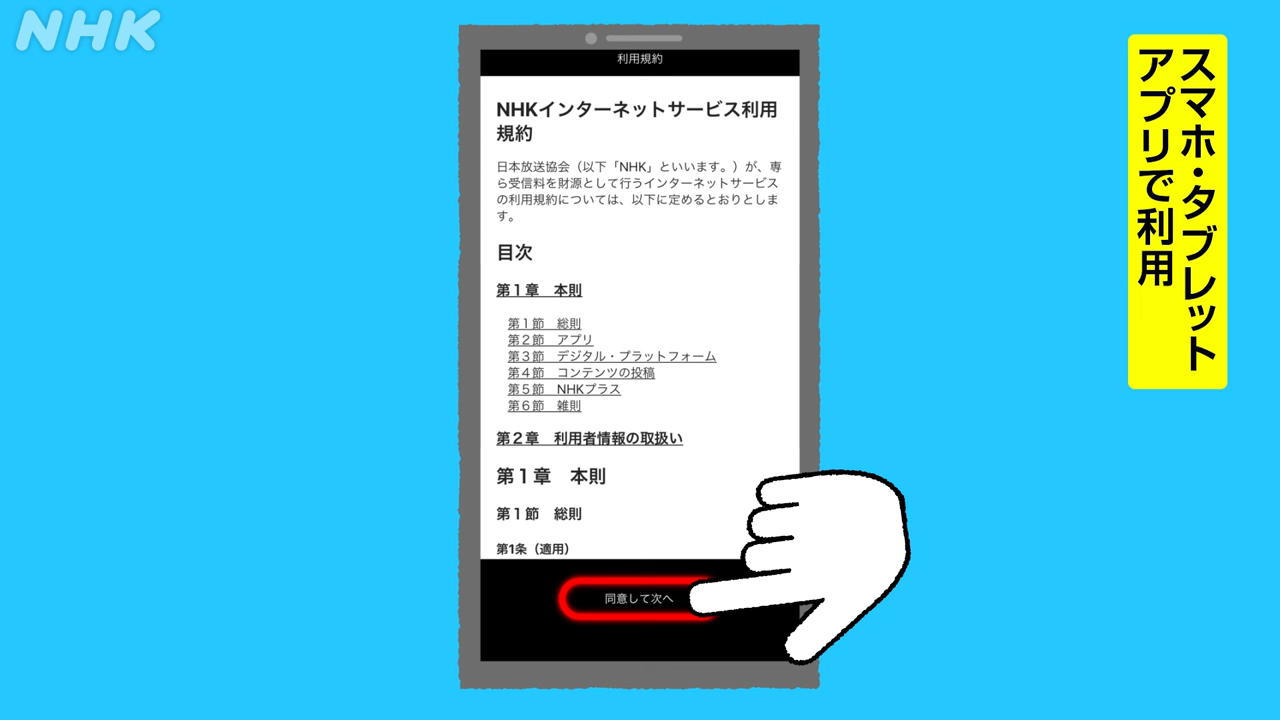 NHK
利用規約
NHKインターネットサービス利用
規約
日本放送協会（以下「NHK」といいます。）が、専
ら受信料を財源として行うインターネットサービス
の利用規約については、以下に定めるとおりとしま
す。
目次
第１章　本則
第１節　総則
第２節　アプリ
第３節　デジタル・プラットフォーム
第４節　コンテンツの投稿
第５節　NHKプラス
第６節　雑則
第２章　利用者情報の取扱い
第１章　本則
第１節　総則
第1条（適用）
同意して次へ
スマホ・タブレット
アプリで利用